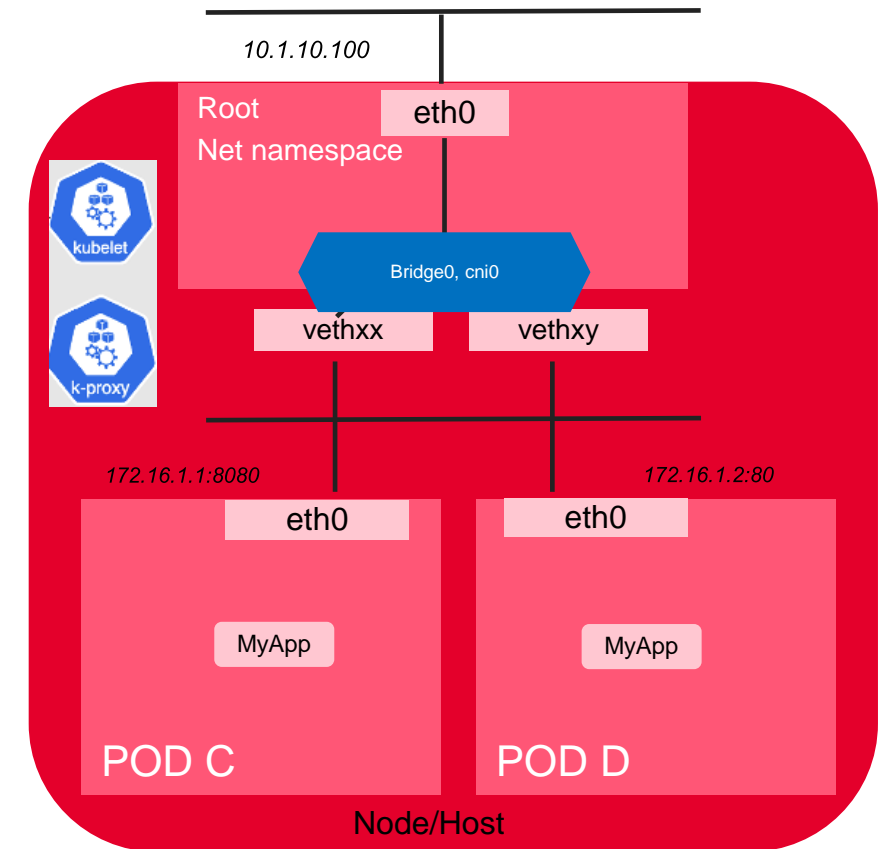 10.1.10.100
Root
eth0
Net namespace
kubelet
Bridge0, cni0
vethxx
vethxy
k-proxy
172.16.1.1:8080
172.16.1.2:80
eth0
eth0
MyApp
MyApp
POD C
POD D
Node/Host